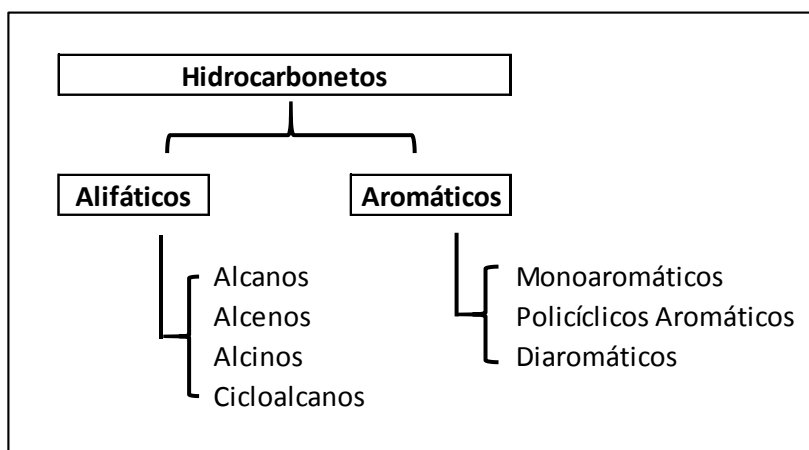 Hidrocarbonetos
Alifáticos
Aromáticos
Alcanos
Alcenos
Alcinos
Cicloalcanos
Monoaromáticos
Policíclicos Aromáticos
Diaromáticos